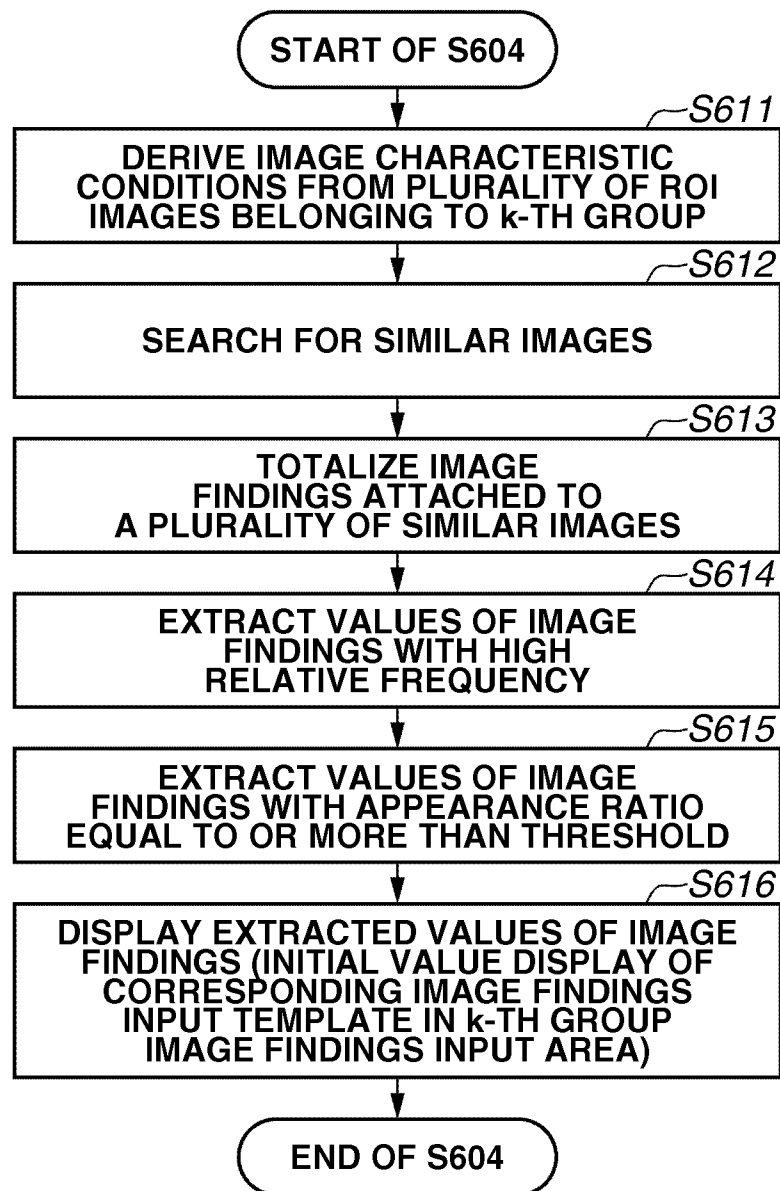 START OF S604
S611
DERIVE IMAGE CHARACTERISTIC
CONDITIONS FROM PLURALITY OF ROI
IMAGES BELONGING TO k-TH GROUP
S612
SEARCH FOR SIMILAR IMAGES
S613
TOTALIZE IMAGE
FINDINGS ATTACHED TO
A PLURALITY OF SIMILAR IMAGES
S614
EXTRACT VALUES OF IMAGE
FINDINGS WITH HIGH
RELATIVE FREQUENCY
S615
EXTRACT VALUES OF IMAGE
FINDINGS WITH APPEARANCE RATIO
EQUAL TO OR MORE THAN THRESHOLD
S616
DISPLAY EXTRACTED VALUES OF IMAGE
FINDINGS (INITIAL VALUE DISPLAY OF
CORRESPONDING IMAGE FINDINGS
INPUT TEMPLATE IN k-TH GROUP
IMAGE FINDINGS INPUT AREA)
END OF S604